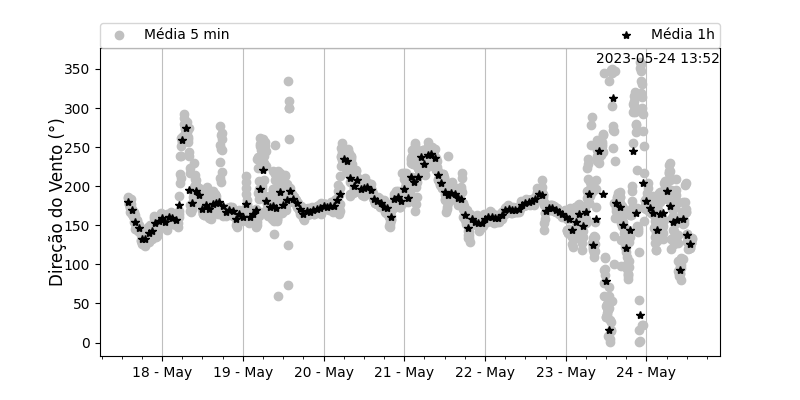 Média 5 min
Média 1h
2023-05-24 13:52
Direção do Vento (°)
350
300
250
200
150
100
50
0
18 - May
19 - May
20 - May
21 - May
22 - May
23 - May
24 - May